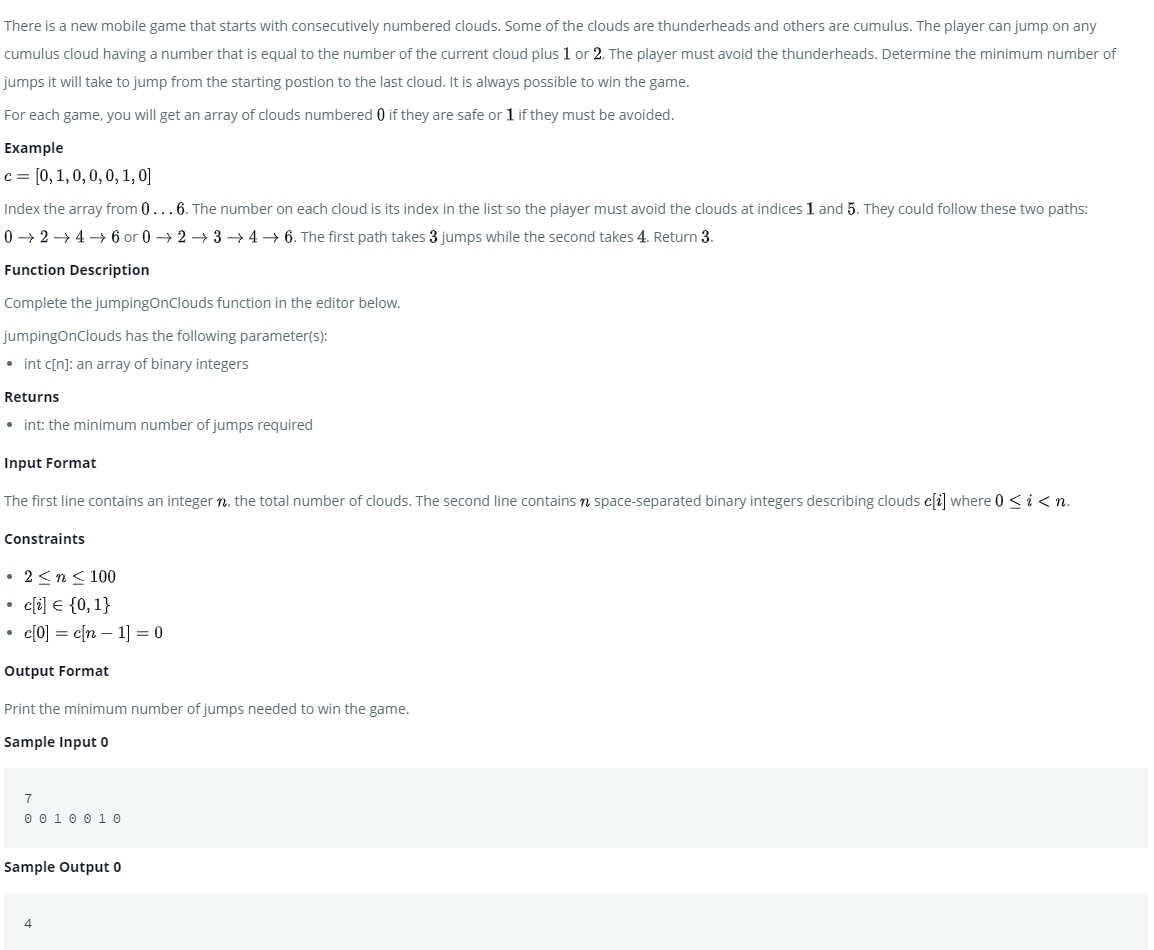 There is a new mobile game that starts with consecutively numbered clouds. Some of the clouds are thunderheads and others are cumulus. The player can jump on any
cumulus cloud having a number that is equal to the number of the current cloud plus 1 or 2. The player must avoid the thunderheads. Determine the minimum number of
jumps it will take to jump from the starting postion to the last cloud. It is always possible to win the game.
For each game, you will get an array of clouds numbered 0 if they are safe or 1 if they must be avoided.
Example
c = [0, 1, 0, 0, 0, 1, 0]
Index the array from 0 . . . 6. The number on each cloud is its index in the list so the player must avoid the clouds at indices 1 and 5. They could follow these two paths:
0 → 2 → 4 → 6 or 0 → 2 → 3 → 4 → 6. The first path takes 3 jumps while the second takes 4. Return 3.
Function Description
Complete the jumpingOnClouds function in the editor below.
jumpingOnClouds has the following parameter(s):
• int c[n]: an array of binary integers
Returns
• int: the minimum number of jumps required
Input Format
The first line contains an integer n, the total number of clouds. The second line contains n space-separated binary integers describing clouds c[i] where 0 ≤ i < n.
Constraints
• 2 ≤ n ≤ 100
• c[i] ∈ {0, 1}
• c[0] = c[n − 1] = 0
Output Format
Print the minimum number of jumps needed to win the game.
Sample Input 0
7
0 0 1 0 0 1 0
Sample Output 0
4